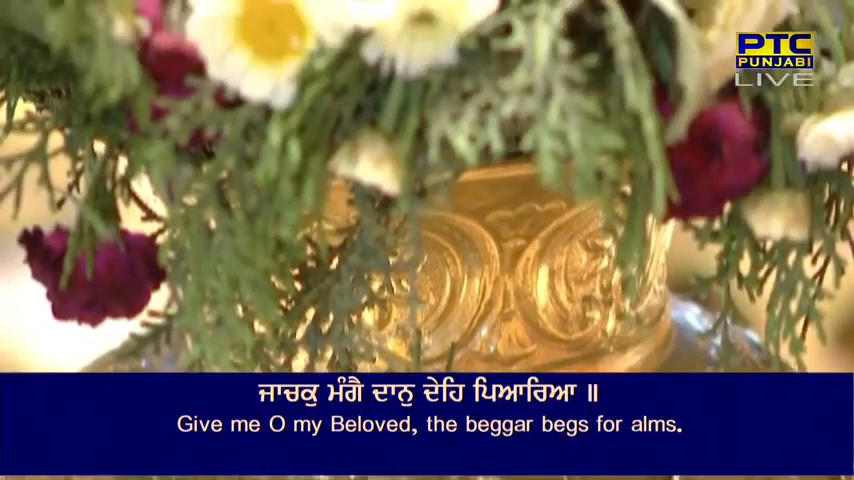 PTC
PUNJABI
LIVE
ਜਾਚਕੁ ਮੰਗੈ ਦਾਨੁ ਦੇਹਿ ਪਿਆਰਿਆ ॥
Give me O my Beloved, the beggar begs for alms.